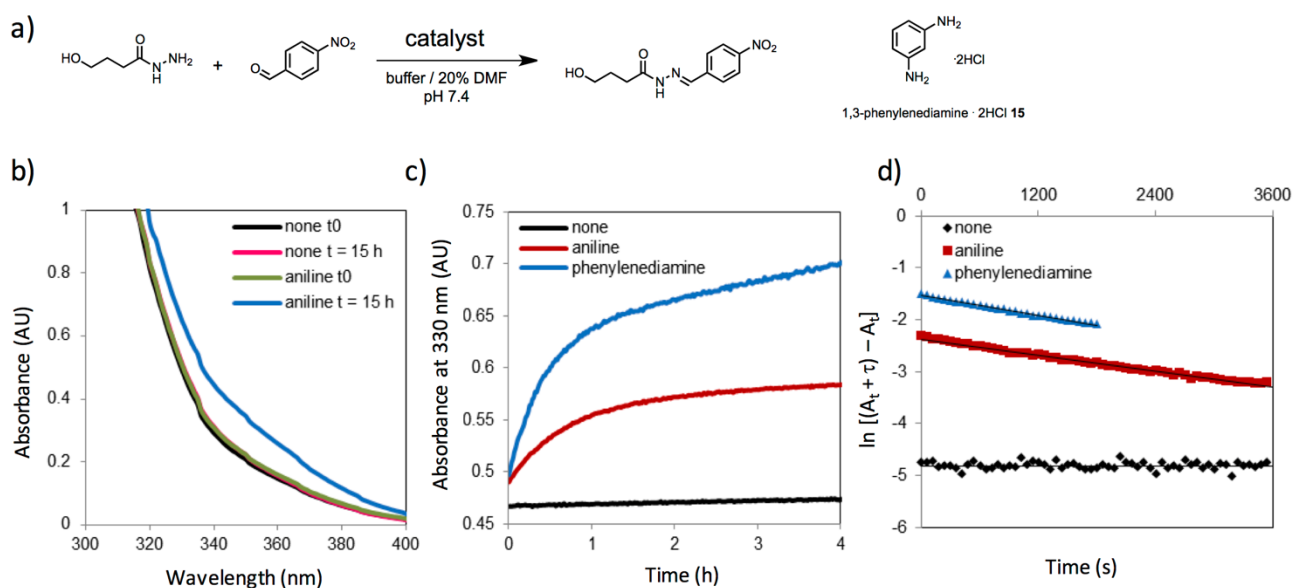 a)
HO
O
N
H
NH₂
+
O
NO₂
catalyst
buffer / 20% DMF
pH 7.4
HO
O
N
H
N
NO₂
NH₂
NH₂
·2HCl
1,3-phenylenediamine · 2HCl 15
b)
Absorbance (AU)
1
0.8
0.6
0.4
0.2
0
300 320 340 360 380 400
Wavelength (nm)
none t0
none t = 15 h
aniline t0
aniline t = 15 h
c)
Absorbance at 330 nm (AU)
0.75
0.7
0.65
0.6
0.55
0.5
0.45
0 1 2 3 4
Time (h)
none
aniline
phenylenediamine
d)
0 1200 2400 3600
ln [(Aₜ + τ) – Aₜ]
0
-1
-2
-3
-4
-5
-6
none
aniline
phenylenediamine
Time (s)